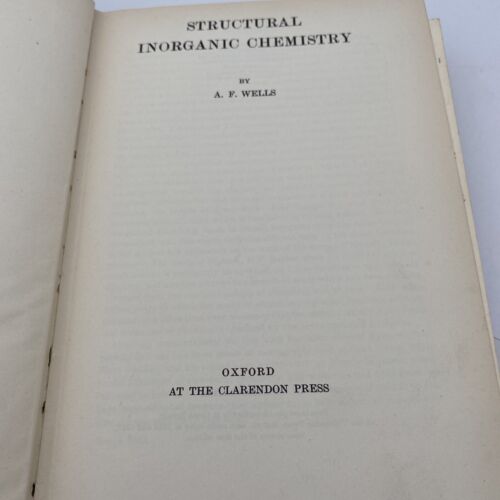 STRUCTURAL
INORGANIC CHEMISTRY
BY
A. F. WELLS
OXFORD
AT THE CLARENDON PRESS